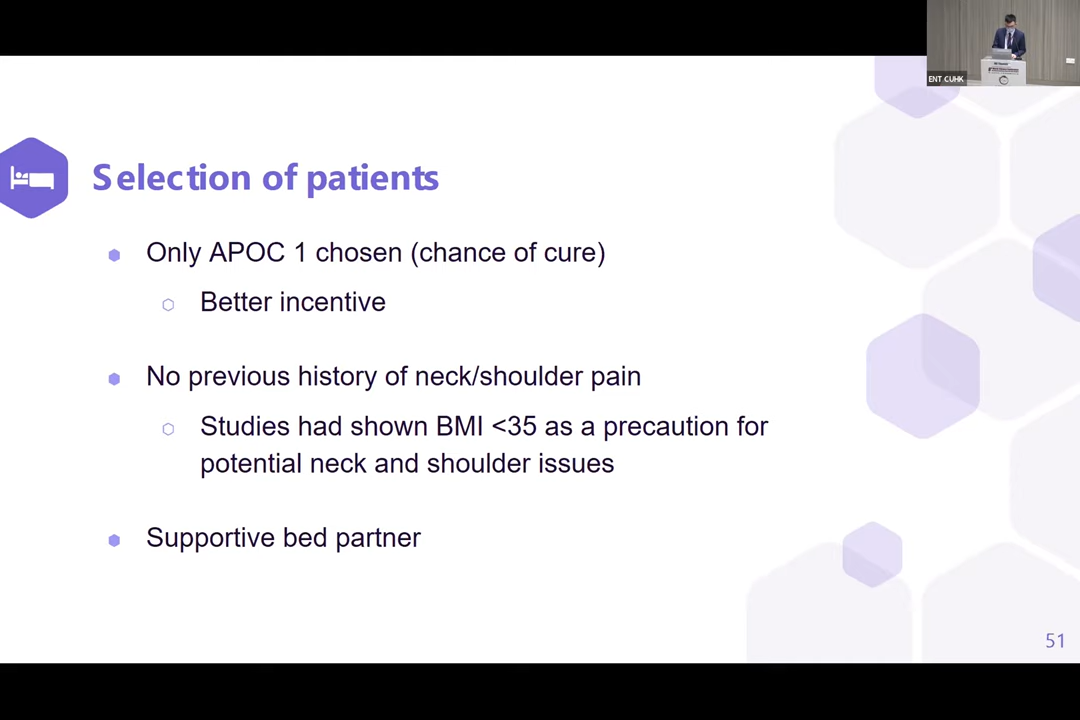 ENT CUHK
Selection of patients
Only APOC 1 chosen (chance of cure)
Better incentive
No previous history of neck/shoulder pain
Studies had shown BMI <35 as a precaution for
potential neck and shoulder issues
Supportive bed partner
51